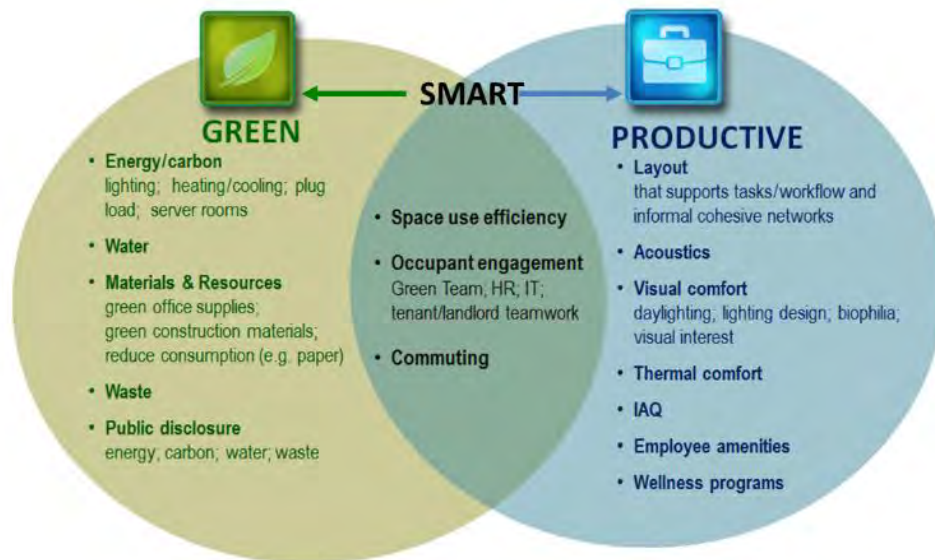 SMART
GREEN
• Energy/carbon
lighting; heating/cooling; plug
load; server rooms
• Water
• Materials & Resources
green office supplies;
green construction materials;
reduce consumption (e.g. paper)
• Waste
• Public disclosure
energy; carbon; water; waste
• Space use efficiency
• Occupant engagement
Green Team; HR; IT;
tenant/landlord teamwork
• Commuting
PRODUCTIVE
• Layout
that supports tasks/workflow and
informal cohesive networks
• Acoustics
• Visual comfort
daylighting; lighting design; biophilia;
visual interest
• Thermal comfort
• IAQ
• Employee amenities
• Wellness programs